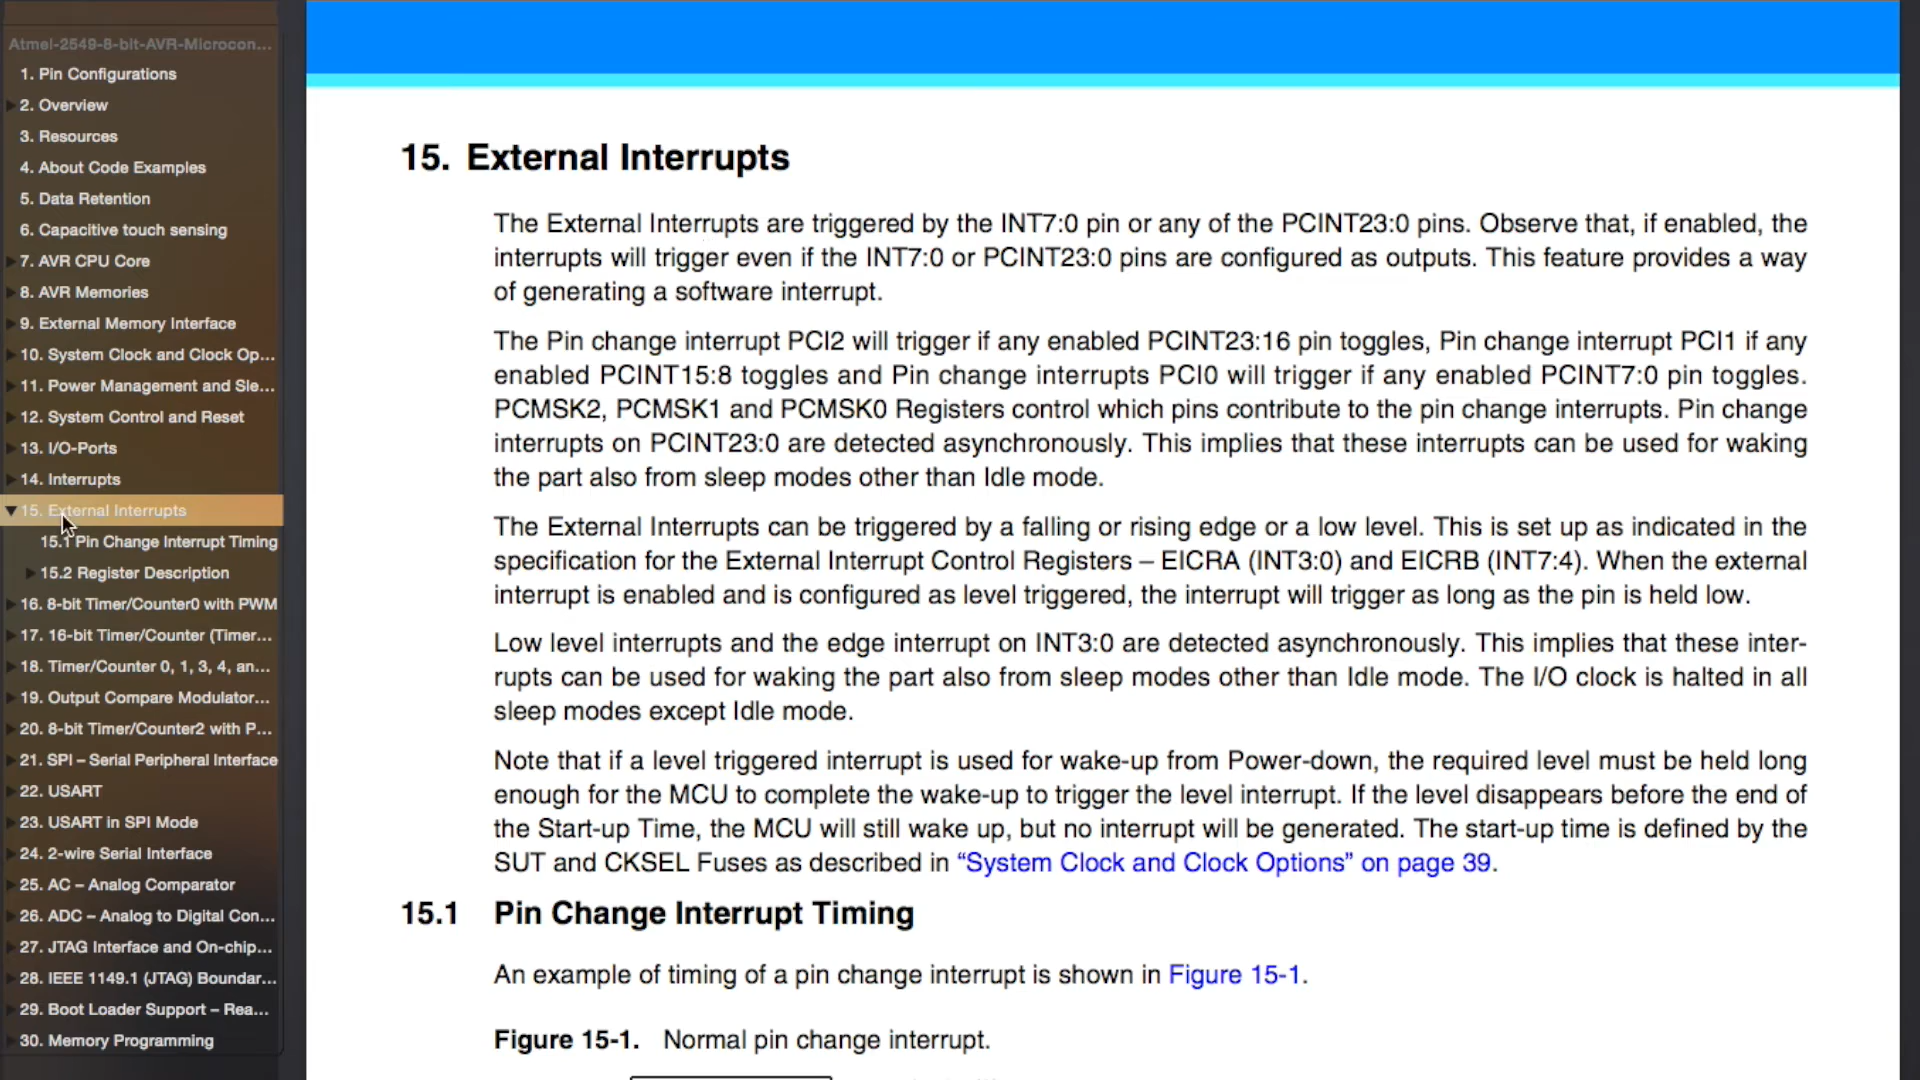 Atmel-2549-8-bit-AVR-Microcon...
1. Pin Configurations
2. Overview
3. Resources
4. About Code Examples
5. Data Retention
6. Capacitive touch sensing
7. AVR CPU Core
8. AVR Memories
9. External Memory Interface
10. System Clock and Clock Op...
11. Power Management and Sle...
12. System Control and Reset
13. I/O-Ports
14. Interrupts
15. External Interrupts
15.1 Pin Change Interrupt Timing
15.2 Register Description
16. 8-bit Timer/Counter0 with PWM
17. 16-bit Timer/Counter (Timer...
18. Timer/Counter 0, 1, 3, 4, an...
19. Output Compare Modulator...
20. 8-bit Timer/Counter2 with P...
21. SPI – Serial Peripheral Interface
22. USART
23. USART in SPI Mode
24. 2-wire Serial Interface
25. AC – Analog Comparator
26. ADC – Analog to Digital Con...
27. JTAG Interface and On-chip...
28. IEEE 1149.1 (JTAG) Boundar...
29. Boot Loader Support – Rea...
30. Memory Programming
15. External Interrupts
The External Interrupts are triggered by the INT7:0 pin or any of the PCINT23:0 pins. Observe that, if enabled, the
interrupts will trigger even if the INT7:0 or PCINT23:0 pins are configured as outputs. This feature provides a way
of generating a software interrupt.
The Pin change interrupt PCI2 will trigger if any enabled PCINT23:16 pin toggles, Pin change interrupt PCI1 if any
enabled PCINT15:8 toggles and Pin change interrupts PCI0 will trigger if any enabled PCINT7:0 pin toggles.
PCMSK2, PCMSK1 and PCMSK0 Registers control which pins contribute to the pin change interrupts. Pin change
interrupts on PCINT23:0 are detected asynchronously. This implies that these interrupts can be used for waking
the part also from sleep modes other than Idle mode.
The External Interrupts can be triggered by a falling or rising edge or a low level. This is set up as indicated in the
specification for the External Interrupt Control Registers – EICRA (INT3:0) and EICRB (INT7:4). When the external
interrupt is enabled and is configured as level triggered, the interrupt will trigger as long as the pin is held low.
Low level interrupts and the edge interrupt on INT3:0 are detected asynchronously. This implies that these inter-
rupts can be used for waking the part also from sleep modes other than Idle mode. The I/O clock is halted in all
sleep modes except Idle mode.
Note that if a level triggered interrupt is used for wake-up from Power-down, the required level must be held long
enough for the MCU to complete the wake-up to trigger the level interrupt. If the level disappears before the end of
the Start-up Time, the MCU will still wake up, but no interrupt will be generated. The start-up time is defined by the
SUT and CKSEL Fuses as described in “System Clock and Clock Options” on page 39.
15.1 Pin Change Interrupt Timing
An example of timing of a pin change interrupt is shown in Figure 15-1.
Figure 15-1. Normal pin change interrupt.